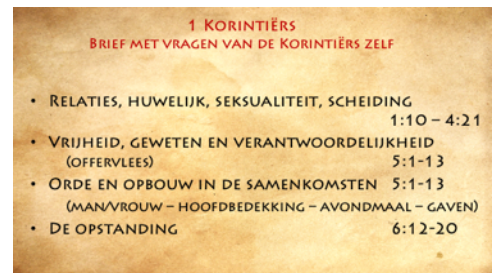 1 Korintiërs
Brief met vragen van de Korintiërs zelf
• Relaties, huwelijk, seksualiteit, scheiding
1:10 – 4:21
• Vrijheid, geweten en verantwoordelijkheid
(offervlees) 5:1-13
• Orde en opbouw in de samenkomsten 5:1-13
(man/vrouw – hoofdbedekking – avondmaal – gaven)
• De opstanding 6:12-20